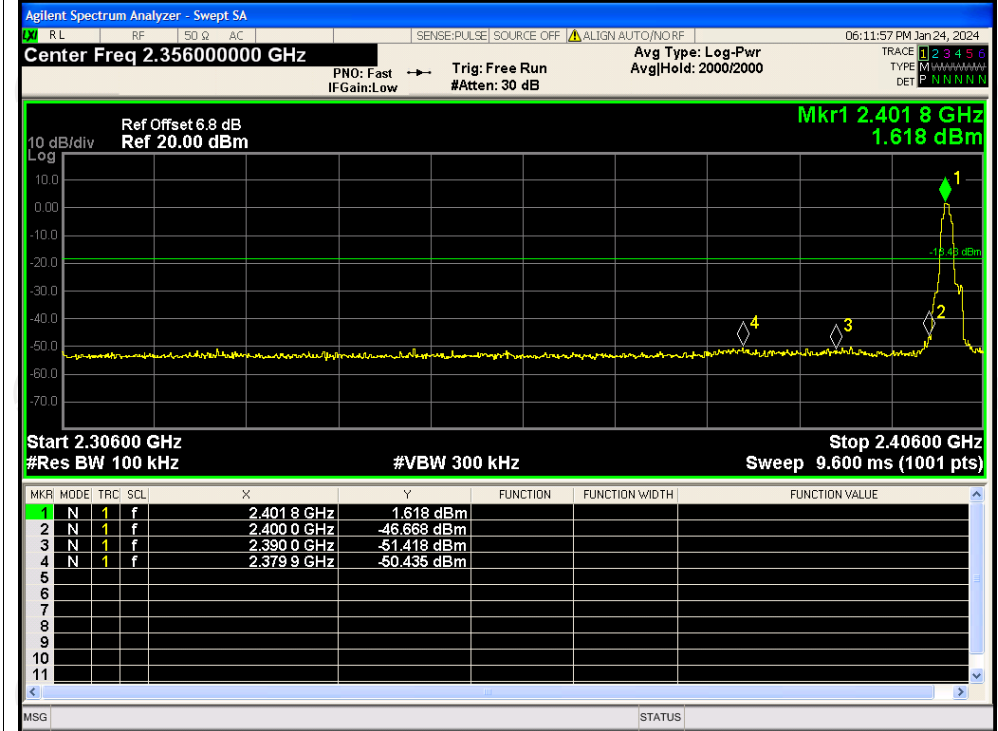 Agilent Spectrum Analyzer - Swept SA
LXI RL RF 50 Ω AC SENSE:PULSE SOURCE OFF ALIGN AUTO/NO RF 06:11:57 PM Jan 24, 2024
Center Freq 2.356000000 GHz
PNO: Fast
IFGain:Low
Trig: Free Run
#Atten: 30 dB
Avg Type: Log-Pwr
Avg|Hold: 2000/2000
TRACE 1 2 3 4 5 6
TYPE M
DET P N N N N N
Ref Offset 6.8 dB
Ref 20.00 dBm
10 dB/div
Log
Mkr1 2.401 8 GHz
1.618 dBm
10.0
0.00
-10.0
-20.0
-30.0
-40.0
-50.0
-60.0
-70.0
1
2
3
4
Start 2.30600 GHz
Stop 2.40600 GHz
#Res BW 100 kHz
#VBW 300 kHz
Sweep 9.600 ms (1001 pts)
MKR MODE TRC SCL X Y FUNCTION FUNCTION WIDTH FUNCTION VALUE
1 N 1 f 2.401 8 GHz 1.618 dBm
2 N 1 f 2.400 0 GHz -46.668 dBm
3 N 1 f 2.390 0 GHz -51.418 dBm
4 N 1 f 2.379 9 GHz -50.435 dBm
5
6
7
8
9
10
11
MSG
STATUS